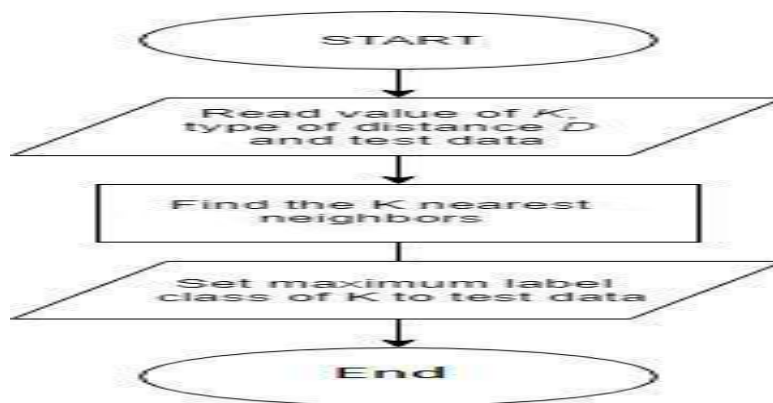 START
Read value of K,
type of distance D
and test data
Find the K nearest
neighbors
Set maximum label
class of K to test data
End